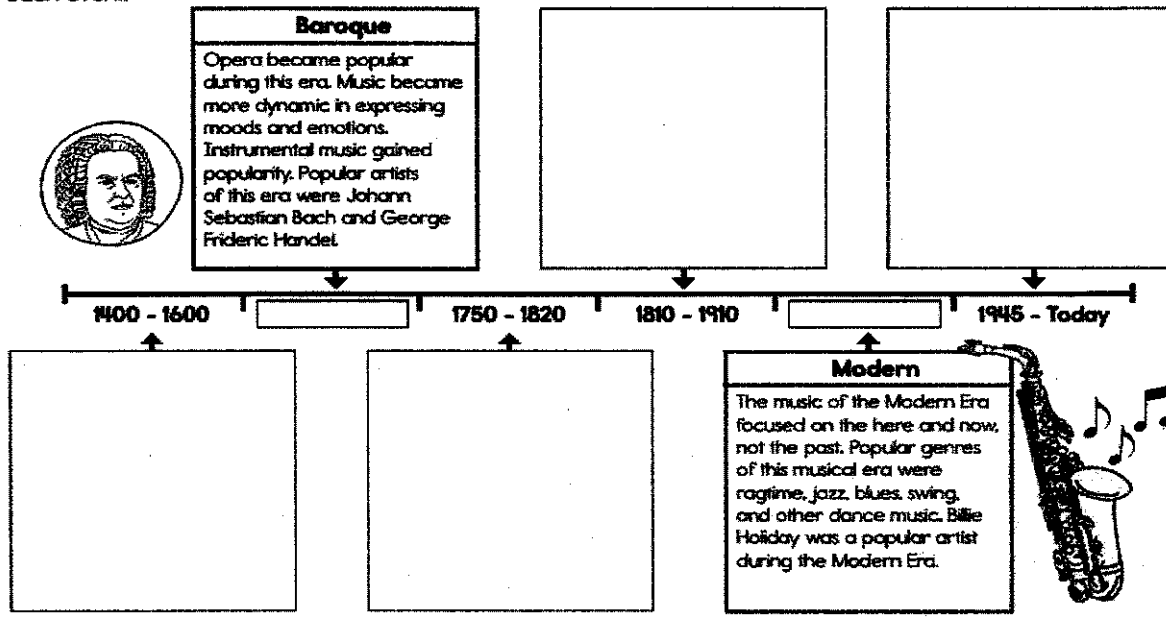 Baroque
Opera became popular
during this era. Music became
more dynamic in expressing
moods and emotions.
Instrumental music gained
popularity. Popular artists
of this era were Johann
Sebastian Bach and George
Frideric Handel.
1400 - 1600
1750 - 1820
1810 - 1910
1945 - Today
Modern
The music of the Modern Era
focused on the here and now,
not the past. Popular genres
of this musical era were
ragtime, jazz, blues, swing,
and other dance music. Billie
Holiday was a popular artist
during the Modern Era.